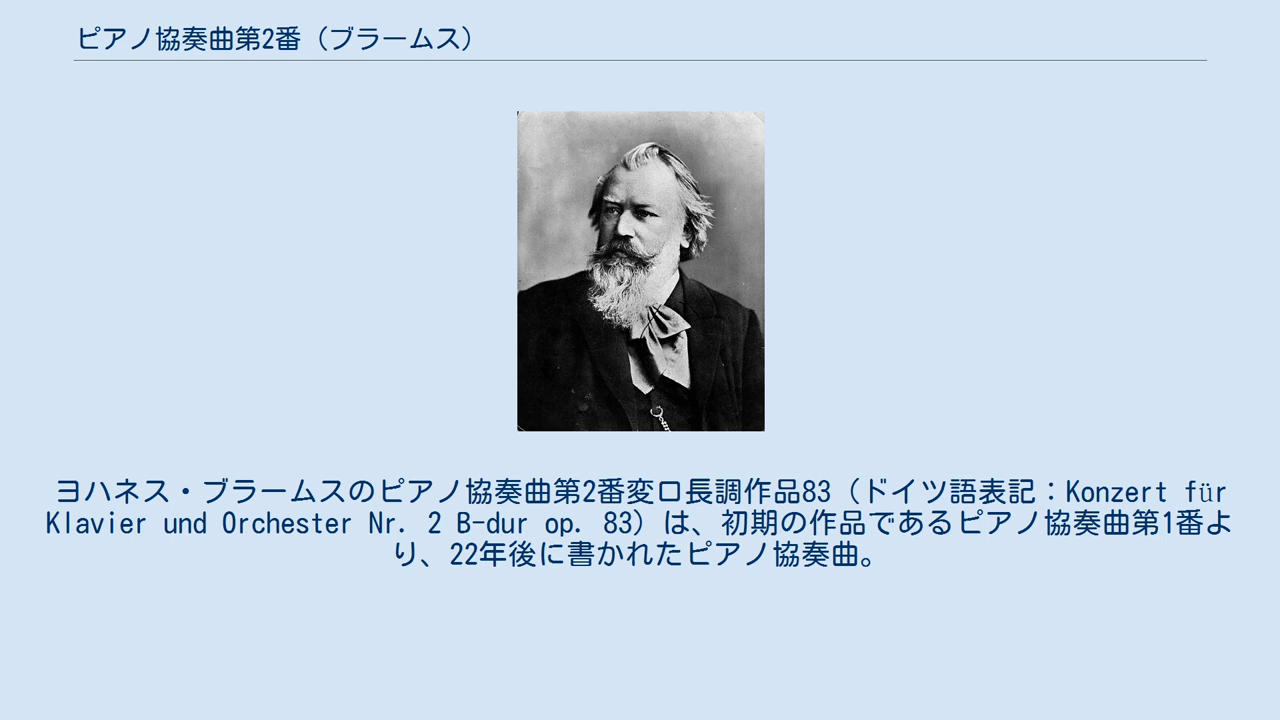 ピアノ協奏曲第2番（ブラームス）
ヨハネス・ブラームスのピアノ協奏曲第2番変ロ長調作品83（ドイツ語表記：Konzert für
Klavier und Orchester Nr. 2 B-dur op. 83）は、初期の作品であるピアノ協奏曲第1番よ
り、22年後に書かれたピアノ協奏曲。